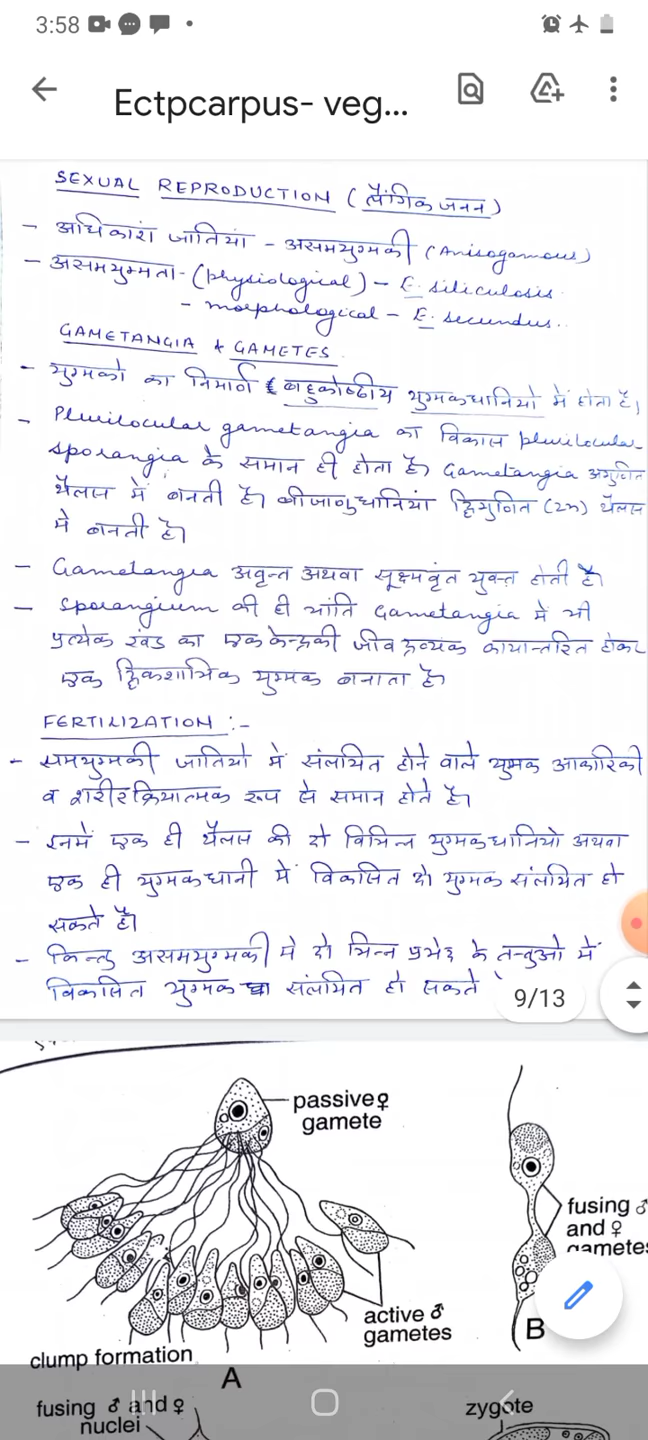 3:58
Ectpcarpus- veg...
SEXUAL REPRODUCTION (लैंगिक जनन)
- अधिकांश जातियां - असमयुग्मकी (Anisogamous)
- असमयुग्मता - (physiological) - E. siliculosis.
- morphological - E. secundus..
GAMETANGIA & GAMETES
- युग्मकों का निर्माण बहुकोष्ठीय युग्मकधानियों में होता है।
- Plurilocular gametangia का विकास plurilocular
sporangia के समान ही होता है। Gametangia अगुणित
थैलस में बनती है। बीजाणुधानियां द्विगुणित (2n) थैलस
में बनती है।
- Gametangia अवृन्त अथवा सूक्ष्मवृंत युक्त होती है
- Sporangium की ही भांति Gametangia में भी
प्रत्येक खंड का एककेन्द्रकी जीवद्रव्यक कायान्तरित होकर
एक द्विकशाभिक युग्मक बनाता है।
FERTILIZATION :-
- समयुग्मकी जातियों में संलयित होने वाले युग्मक आकारिकी
व शरीरक्रियात्मक रूप से समान होते है।
- इनमें एक ही थैलस की दो विभिन्न युग्मकधानियों अथवा
एक ही युग्मकधानी में विकसित दो युग्मक संलयित हो
सकते है।
- किन्तु असमयुग्मकी में दो भिन्न प्रभेद के तन्तुओ में
विकसित युग्मक संलयित हो सकते
9/13
passive♀
gamete
fusing ♂
and ♀
gametes
active ♂
gametes
clump formation
A
B
fusing ♂ and ♀
nuclei
zygote